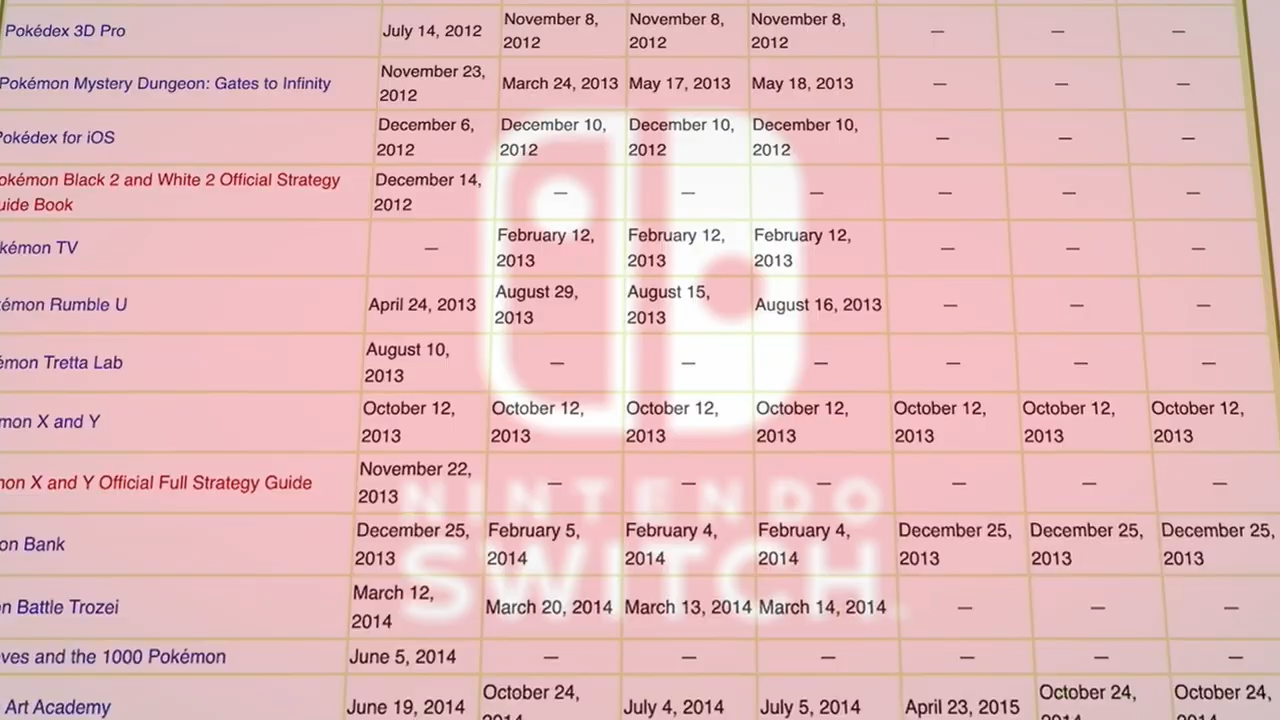 Pokédex 3D Pro July 14, 2012 November 8, 2012 November 8, 2012 November 8, 2012 — — —
Pokémon Mystery Dungeon: Gates to Infinity November 23, 2012 March 24, 2013 May 17, 2013 May 18, 2013 — — —
Pokédex for iOS December 6, 2012 December 10, 2012 December 10, 2012 December 10, 2012 — — —
okémon Black 2 and White 2 Official Strategy
uide Book December 14, 2012 — — — — — —
kémon TV — February 12, 2013 February 12, 2013 February 12, 2013 — — —
émon Rumble U April 24, 2013 August 29, 2013 August 15, 2013 August 16, 2013 — — —
émon Tretta Lab August 10, 2013 — — — — — —
mon X and Y October 12, 2013 October 12, 2013 October 12, 2013 October 12, 2013 October 12, 2013 October 12, 2013 October 12, 2013
non X and Y Official Full Strategy Guide November 22, 2013 — — — — — —
on Bank December 25, 2013 February 5, 2014 February 4, 2014 February 4, 2014 December 25, 2013 December 25, 2013 December 25, 2013
n Battle Trozei March 12, 2014 March 20, 2014 March 13, 2014 March 14, 2014 — — —
ves and the 1000 Pokémon June 5, 2014 — — — — — —
Art Academy June 19, 2014 October 24, 2014 July 4, 2014 July 5, 2014 April 23, 2015 October 24, 2014 October 24, 2014
NINTENDO
SWITCH